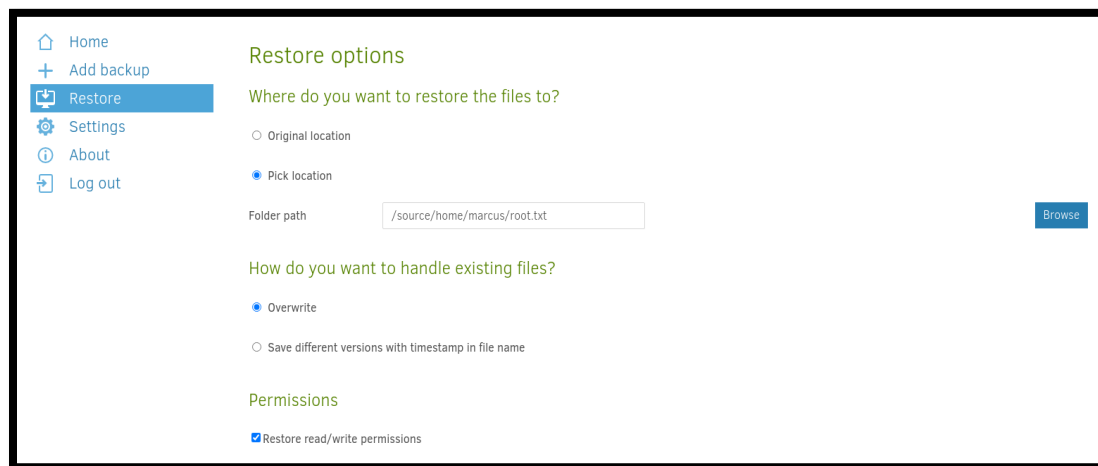 Home
Add backup
Restore
Settings
About
Log out
Restore options
Where do you want to restore the files to?
Original location
Pick location
Folder path /source/home/marcus/root.txt Browse
How do you want to handle existing files?
Overwrite
Save different versions with timestamp in file name
Permissions
Restore read/write permissions